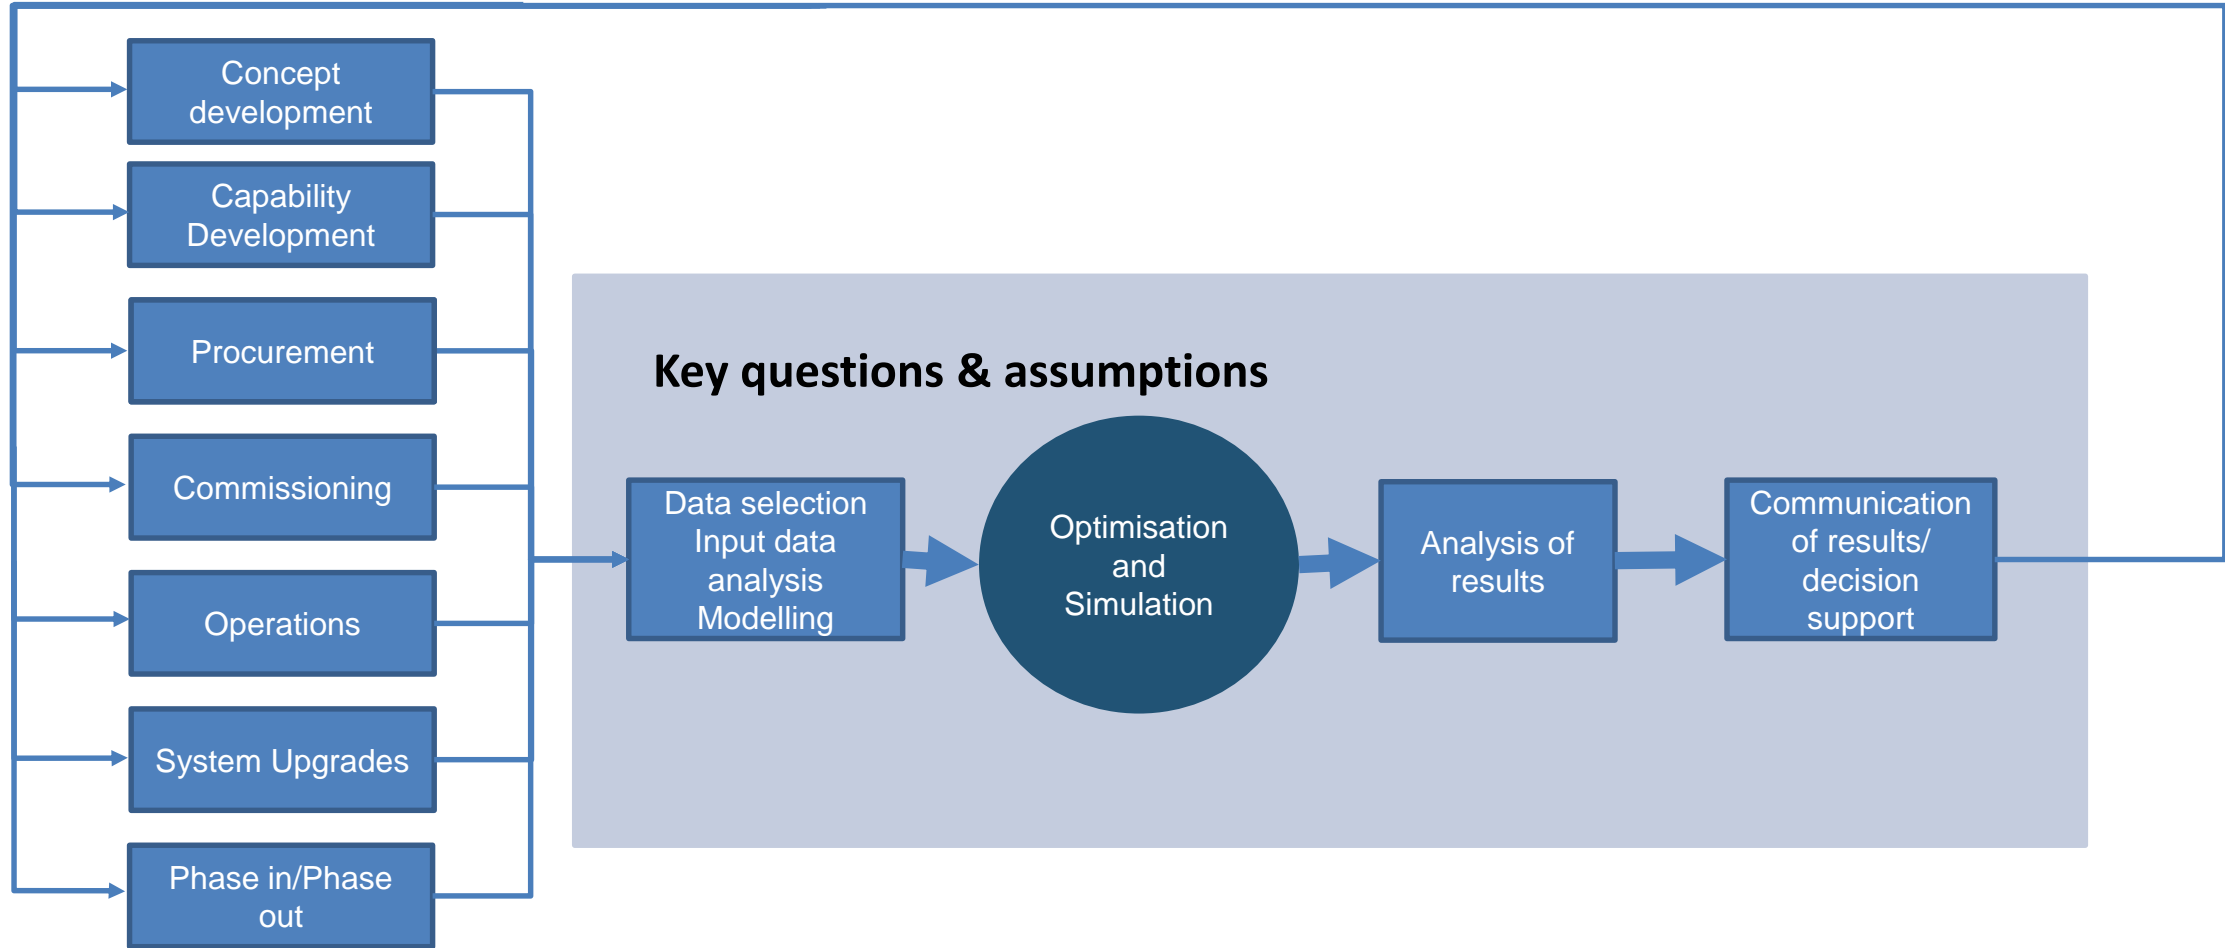 Concept
development
Capability
Development
Procurement
Commissioning
Operations
System Upgrades
Phase in/Phase
out
Key questions & assumptions
Data selection
Input data
analysis
Modelling
Optimisation
and
Simulation
Analysis of
results
Communication
of results/
decision
support